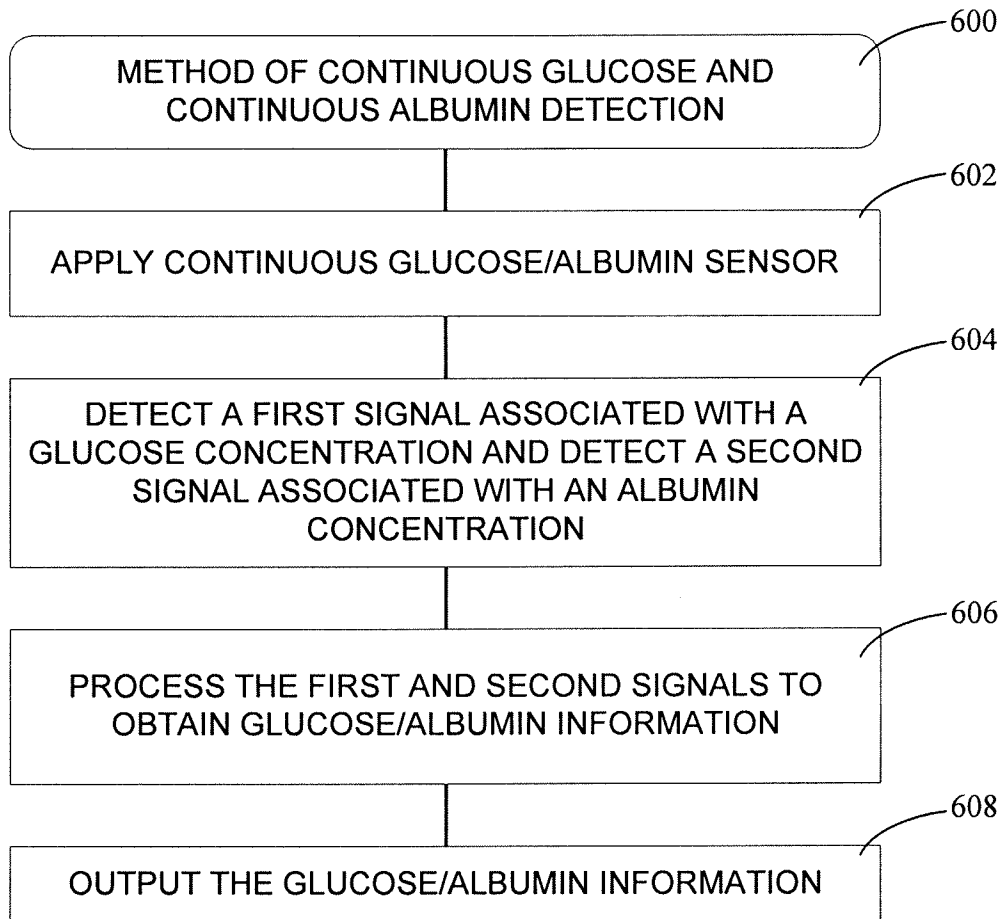 600
METHOD OF CONTINUOUS GLUCOSE AND
CONTINUOUS ALBUMIN DETECTION
602
APPLY CONTINUOUS GLUCOSE/ALBUMIN SENSOR
604
DETECT A FIRST SIGNAL ASSOCIATED WITH A
GLUCOSE CONCENTRATION AND DETECT A SECOND
SIGNAL ASSOCIATED WITH AN ALBUMIN
CONCENTRATION
606
PROCESS THE FIRST AND SECOND SIGNALS TO
OBTAIN GLUCOSE/ALBUMIN INFORMATION
608
OUTPUT THE GLUCOSE/ALBUMIN INFORMATION